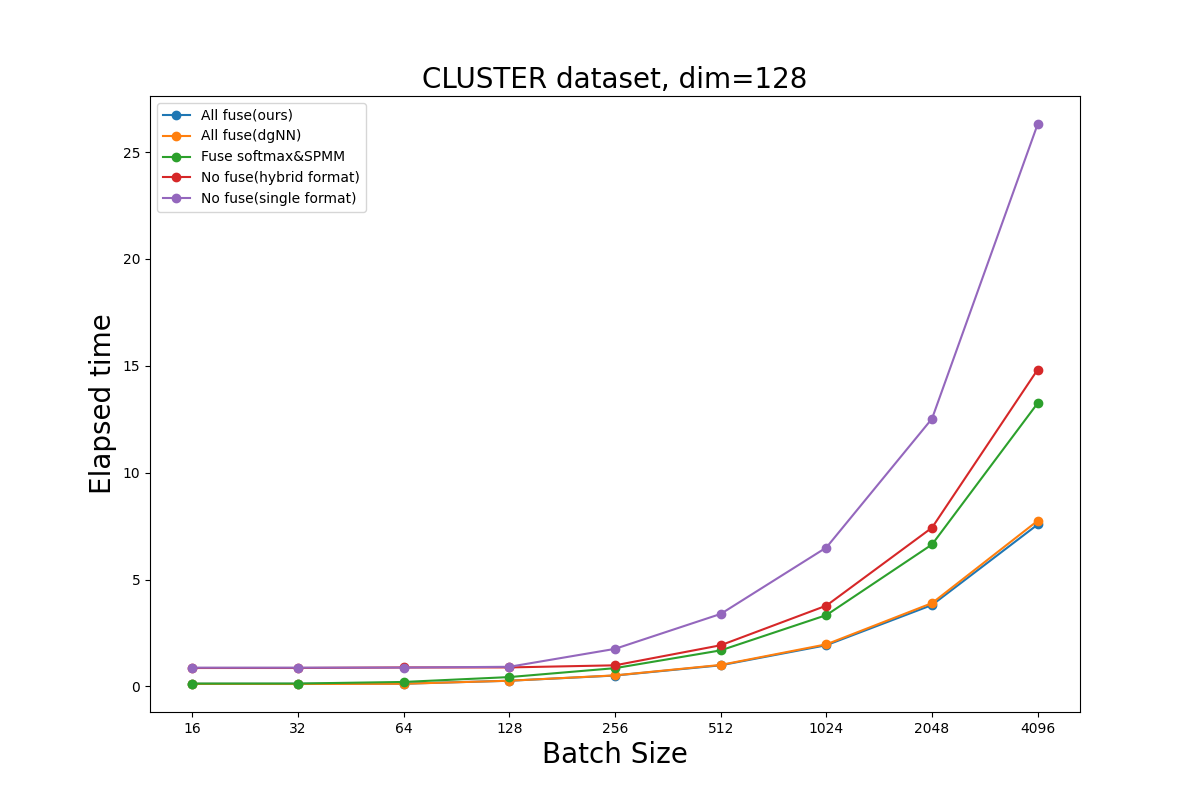 CLUSTER dataset, dim=128
All fuse(ours)
All fuse(dgNN)
Fuse softmax&SPMM
No fuse(hybrid format)
No fuse(single format)
Elapsed time
25
20
15
10
5
0
16 32 64 128 256 512 1024 2048 4096
Batch Size